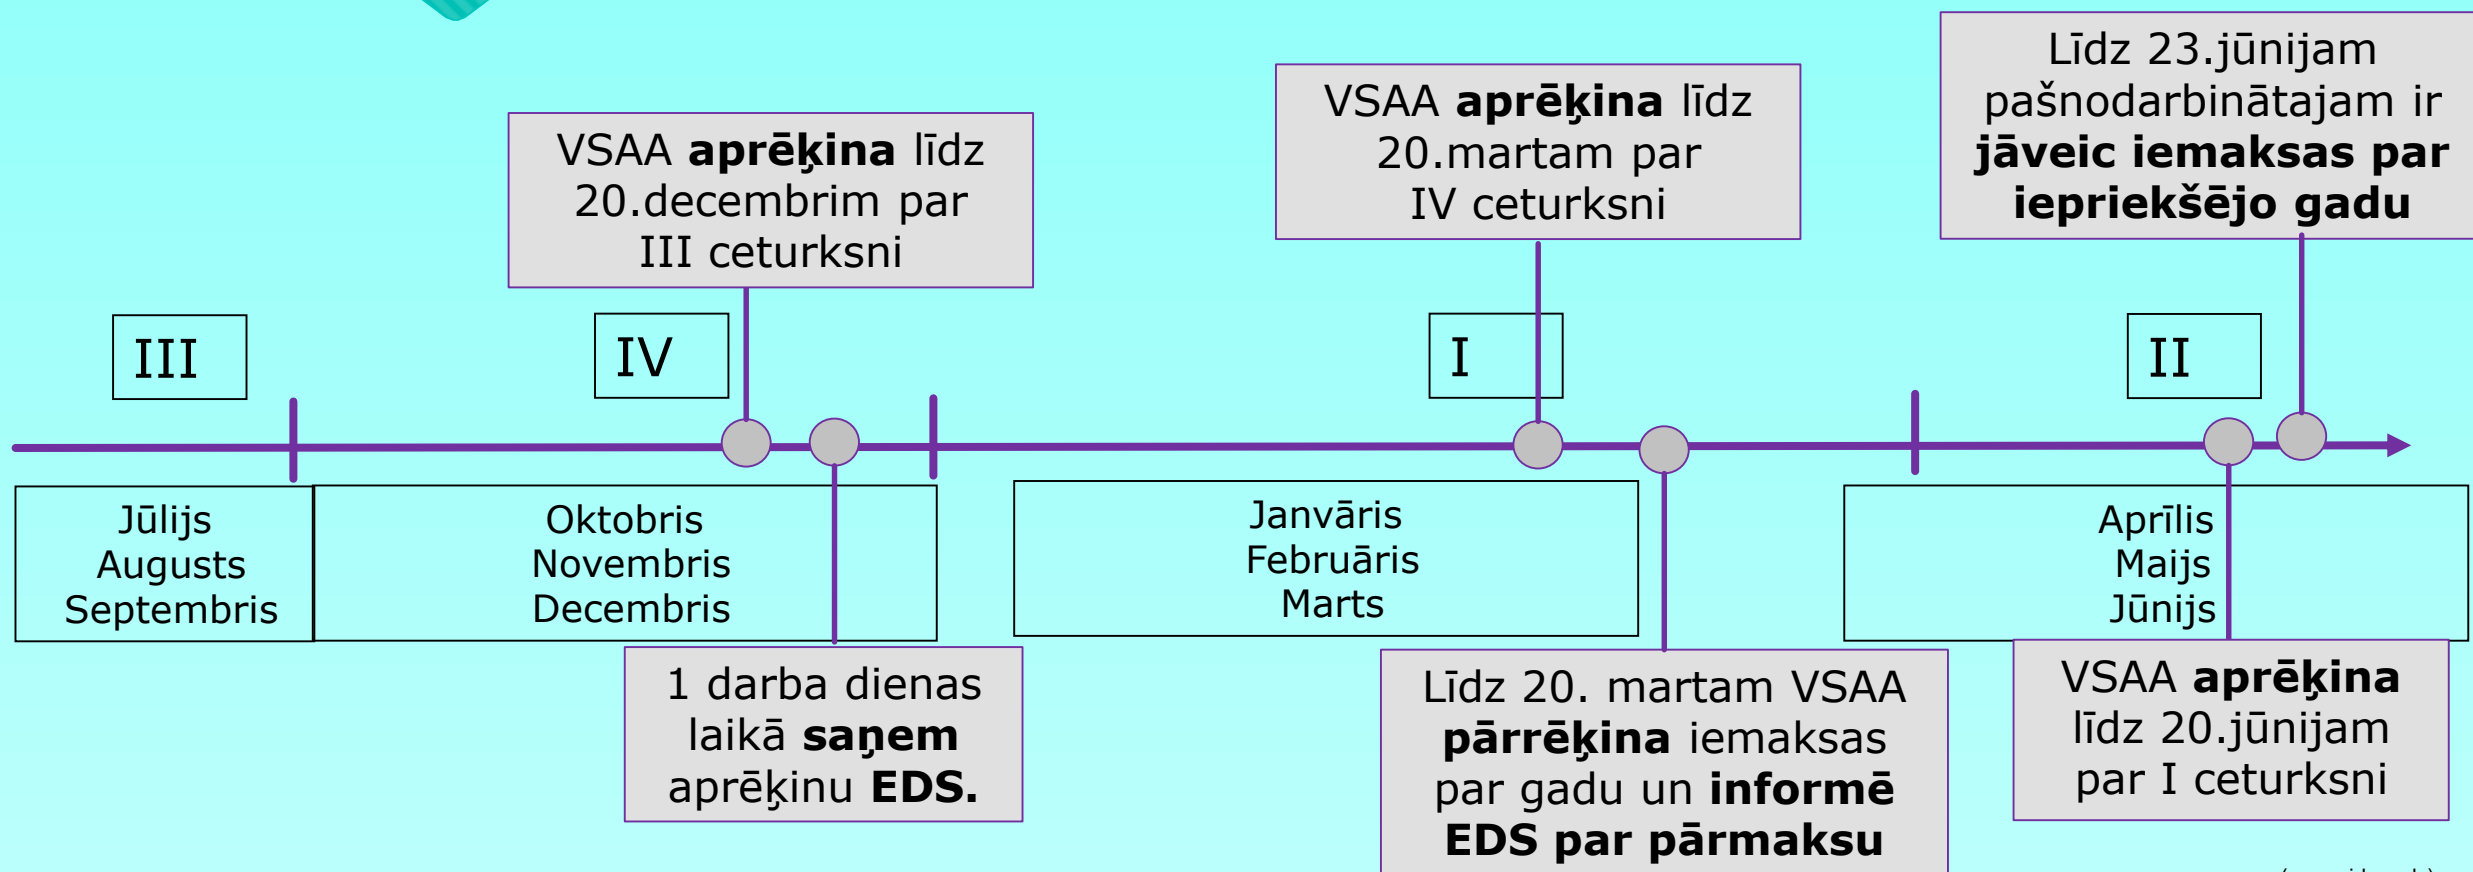 Līdz 23.jūnijam
pašnodarbinātajam ir
jāveic iemaksas par
iepriekšējo gadu
VSAA aprēķina līdz
20.martam par
IV ceturksni
VSAA aprēķina līdz
20.decembrim par
III ceturksni
III
IV
I
II
Jūlijs
Augusts
Septembris
Oktobris
Novembris
Decembris
Janvāris
Februāris
Marts
Aprīlis
Maijs
Jūnijs
1 darba dienas
laikā saņem
aprēķinu EDS.
Līdz 20. martam VSAA
pārrēķina iemaksas
par gadu un informē
EDS par pārmaksu
VSAA aprēķina
līdz 20.jūnijam
par I ceturksni